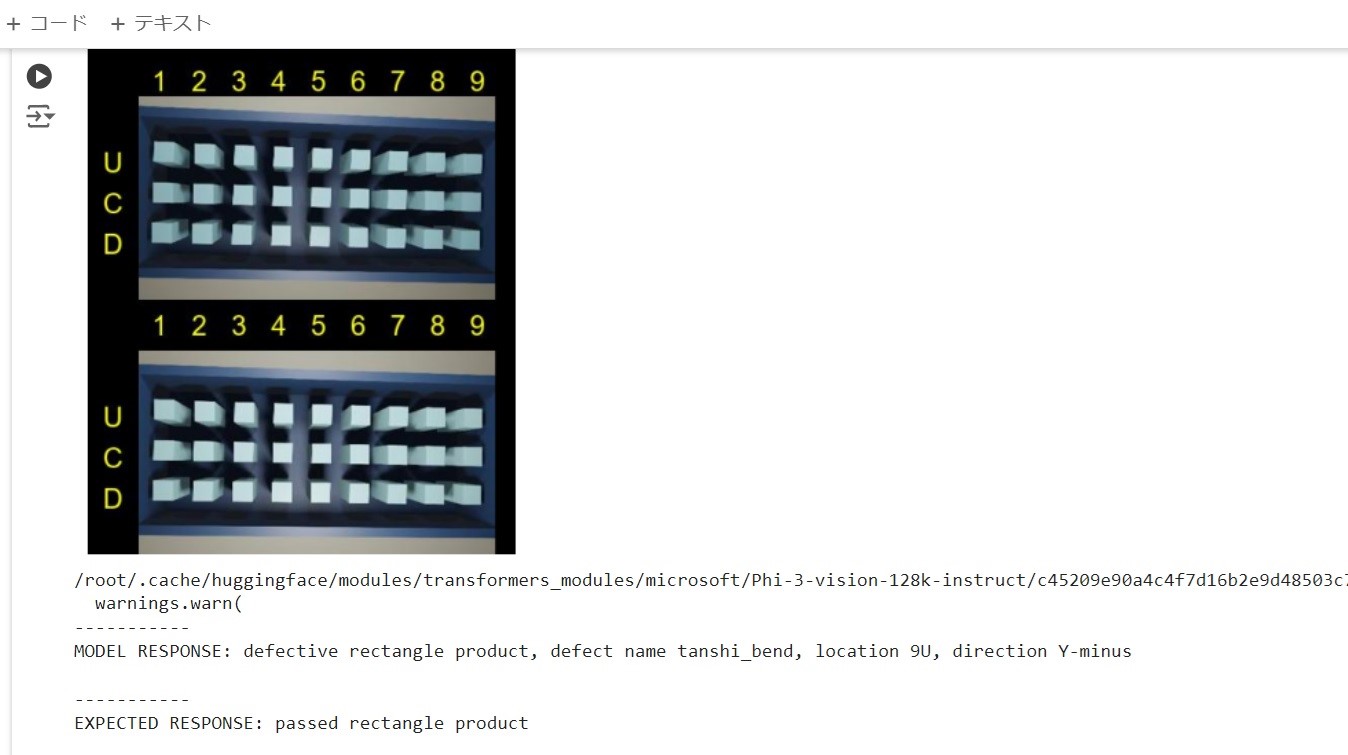 + コード + テキスト
1 2 3 4 5 6 7 8 9
U
C
D
1 2 3 4 5 6 7 8 9
U
C
D
/root/.cache/huggingface/modules/transformers_modules/microsoft/Phi-3-vision-128k-instruct/c45209e90a4c4f7d16b2e9d48503c7
warnings.warn(
-----------
MODEL RESPONSE: defective rectangle product, defect name tanshi_bend, location 9U, direction Y-minus
-----------
EXPECTED RESPONSE: passed rectangle product